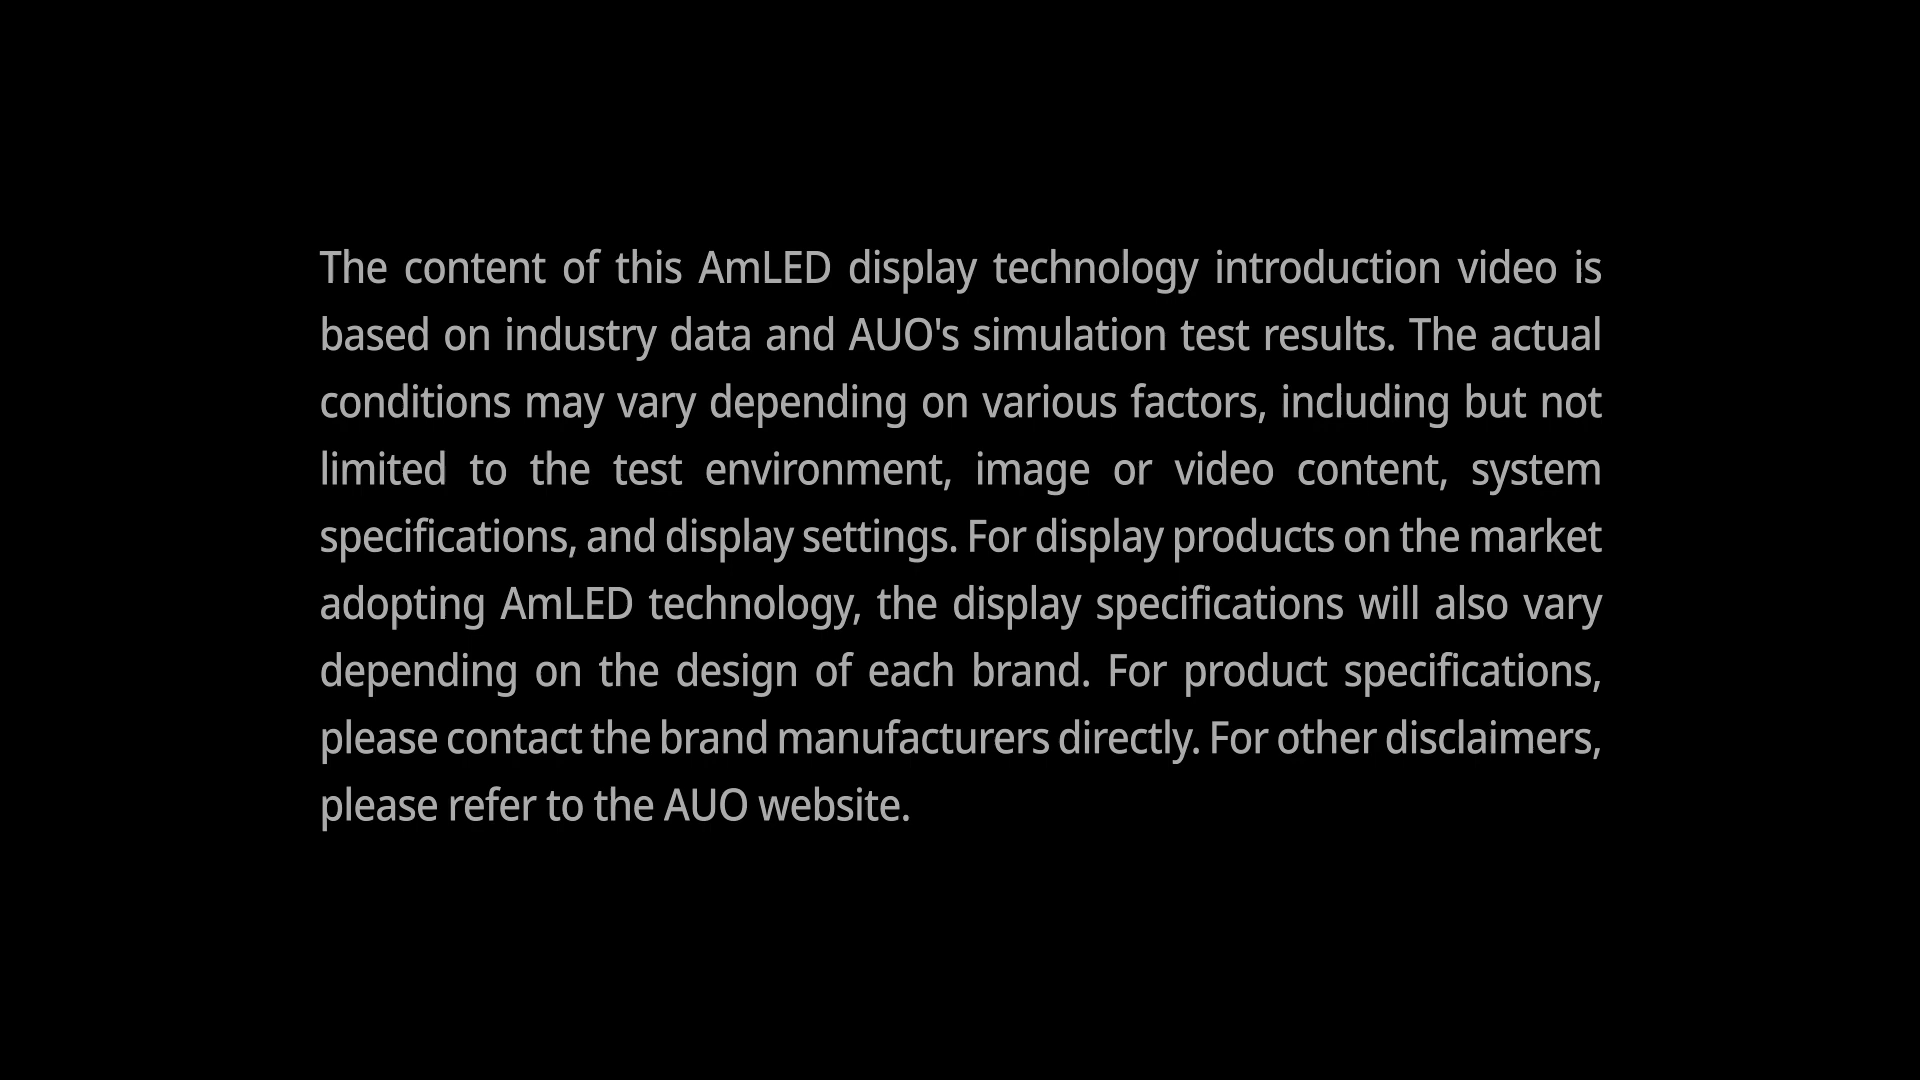 The content of this AmLED display technology introduction video is
based on industry data and AUO's simulation test results. The actual
conditions may vary depending on various factors, including but not
limited to the test environment, image or video content, system
specifications, and display settings. For display products on the market
adopting AmLED technology, the display specifications will also vary
depending on the design of each brand. For product specifications,
please contact the brand manufacturers directly. For other disclaimers,
please refer to the AUO website.